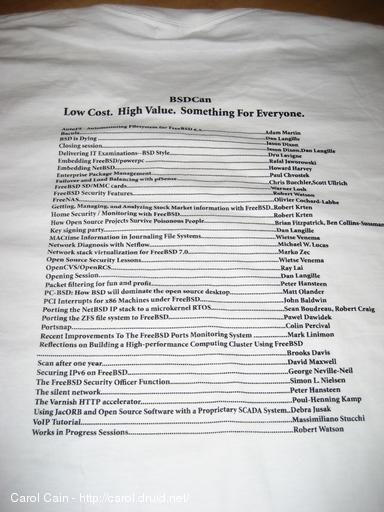 BSDCan
Low Cost. High Value. Something For Everyone.
AutoFS - Automounting Filesystem for FreeBSD 6.x Adam Martin
Bacula Dan Langille
BSD is Dying Jason Dixon
Closing session Jason Dixon, Dan Langille
Delivering IT Examinations--BSD Style Dru Lavigne
Embedding FreeBSD/powerpc Rafal Jaworowski
Embedding NetBSD Howard Harvey
Enterprise Package Management Paul Chvostek
Failover and Load Balancing with pfSense Chris Buechler, Scott Ullrich
FreeBSD SD/MMC cards Warner Losh
FreeBSD Security Features Robert Watson
FreeNAS Olivier Cochard-Labbe
Getting, Managing, and Analyzing Stock Market information with FreeBSD Robert Krten
Home Security / Monitoring with FreeBSD Robert Krten
How Open Source Projects Survive Poisonous People Brian Fitzpatrick, Ben Collins-Sussman
Key signing party Dan Langille
MACtime Information in Journaling File Systems Wietse Venema
Network Diagnosis with Netflow Michael W. Lucas
Network stack virtualization for FreeBSD 7.0 Marko Zec
Open Source Security Lessons Wietse Venema
OpenCVS/OpenRCS Ray Lai
Opening Session Dan Langille
Packet filtering for fun and profit Peter Hansteen
PC-BSD: How BSD will dominate the open source desktop Matt Olander
PCI Interrupts for x86 Machines under FreeBSD John Baldwin
Porting the NetBSD IP stack to a microkernel RTOS Sean Boudreau, Robert Craig
Porting the ZFS file system to FreeBSD Pawel Dawidek
Portsnap Colin Percival
Recent Improvements To The FreeBSD Ports Monitoring System Mark Linimon
Reflections on Building a High-performance Computing Cluster Using FreeBSD
Brooks Davis
Scan after one year David Maxwell
Securing IPv6 on FreeBSD George Neville-Neil
The FreeBSD Security Officer Function Simon L. Nielsen
The silent network Peter Hansteen
The Varnish HTTP accelerator Poul-Henning Kamp
Using JacORB and Open Source Software with a Proprietary SCADA System Debra Jusak
VoIP Tutorial Massimiliano Stucchi
Works in Progress Sessions Robert Watson
Carol Cain - http://carol.druid.net/